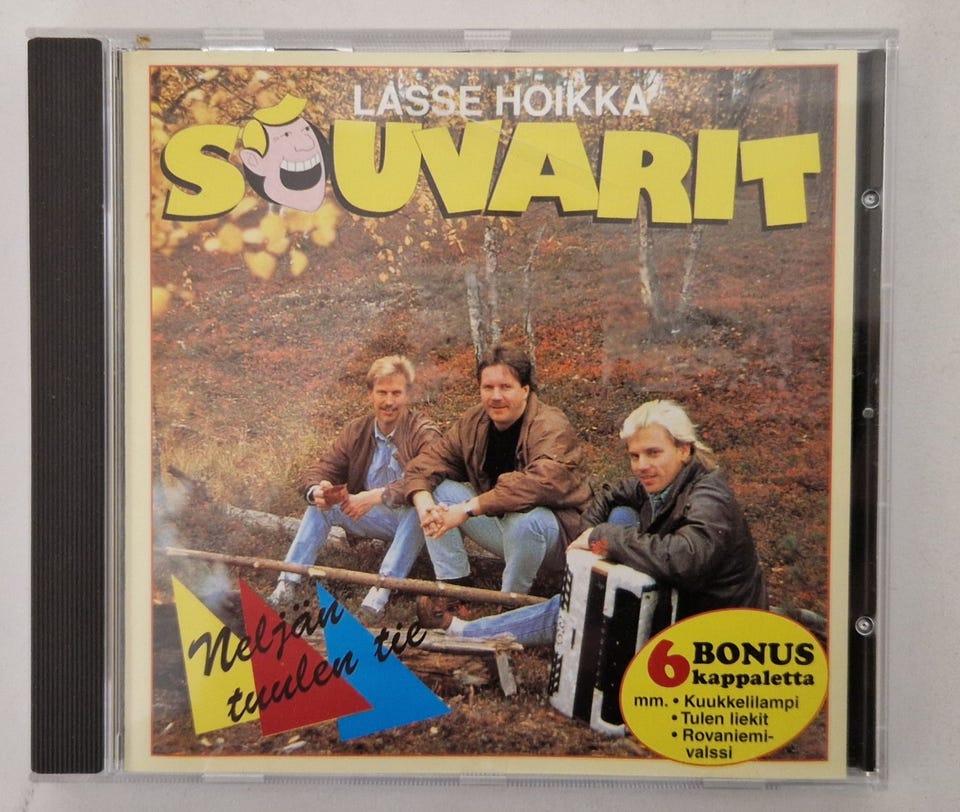 LASSE HOIKKA
SOUVARIT
Neljän
tuulen tie
6 BONUS
kappaletta
mm. • Kuukkelilampi
• Tulen liekit
• Rovaniemi-
valssi